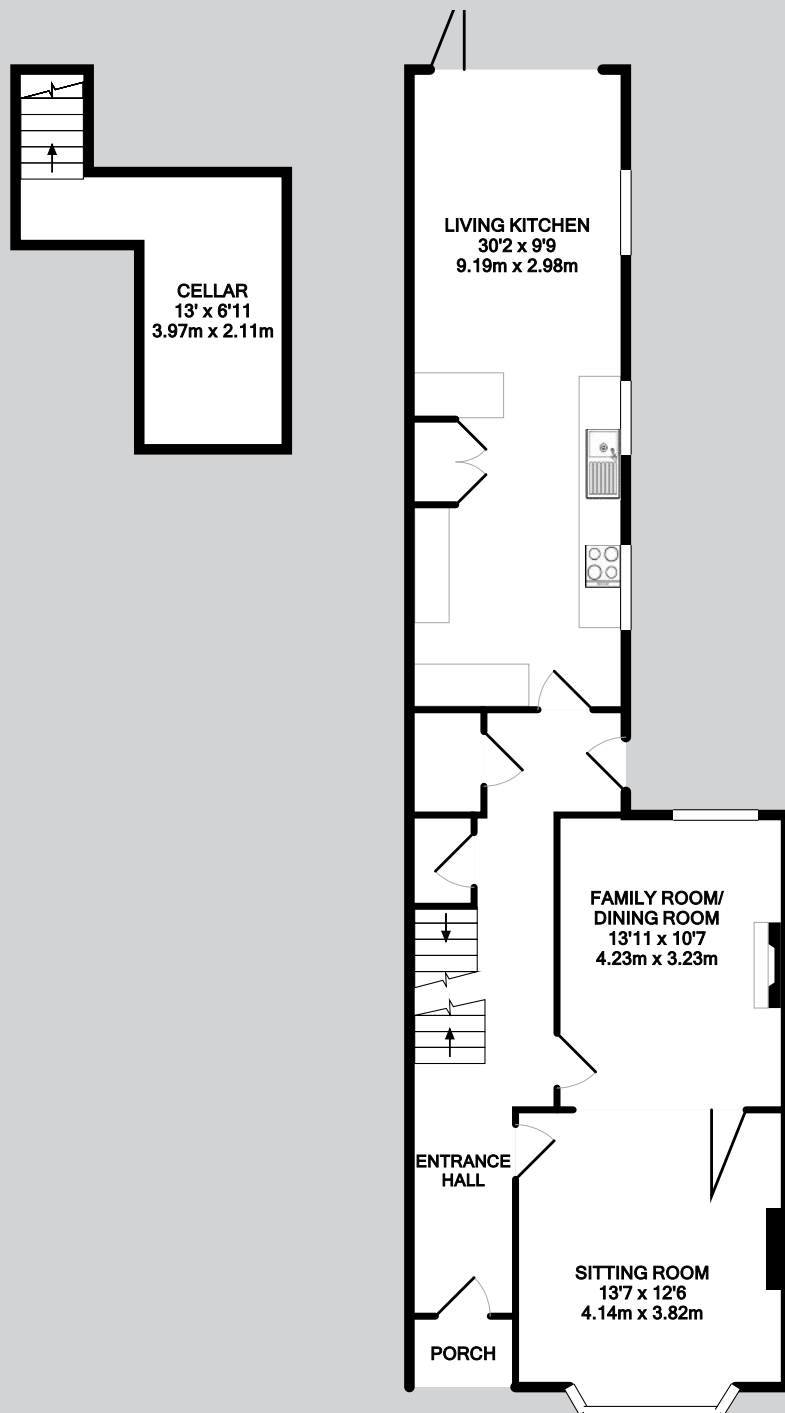 LIVING KITCHEN
30'2 x 9'9
9.19m x 2.98m
CELLAR
13' x 6'11
3.97m x 2.11m
FAMILY ROOM/
DINING ROOM
13'11 x 10'7
4.23m x 3.23m
ENTRANCE
HALL
SITTING ROOM
13'7 x 12'6
4.14m x 3.82m
PORCH